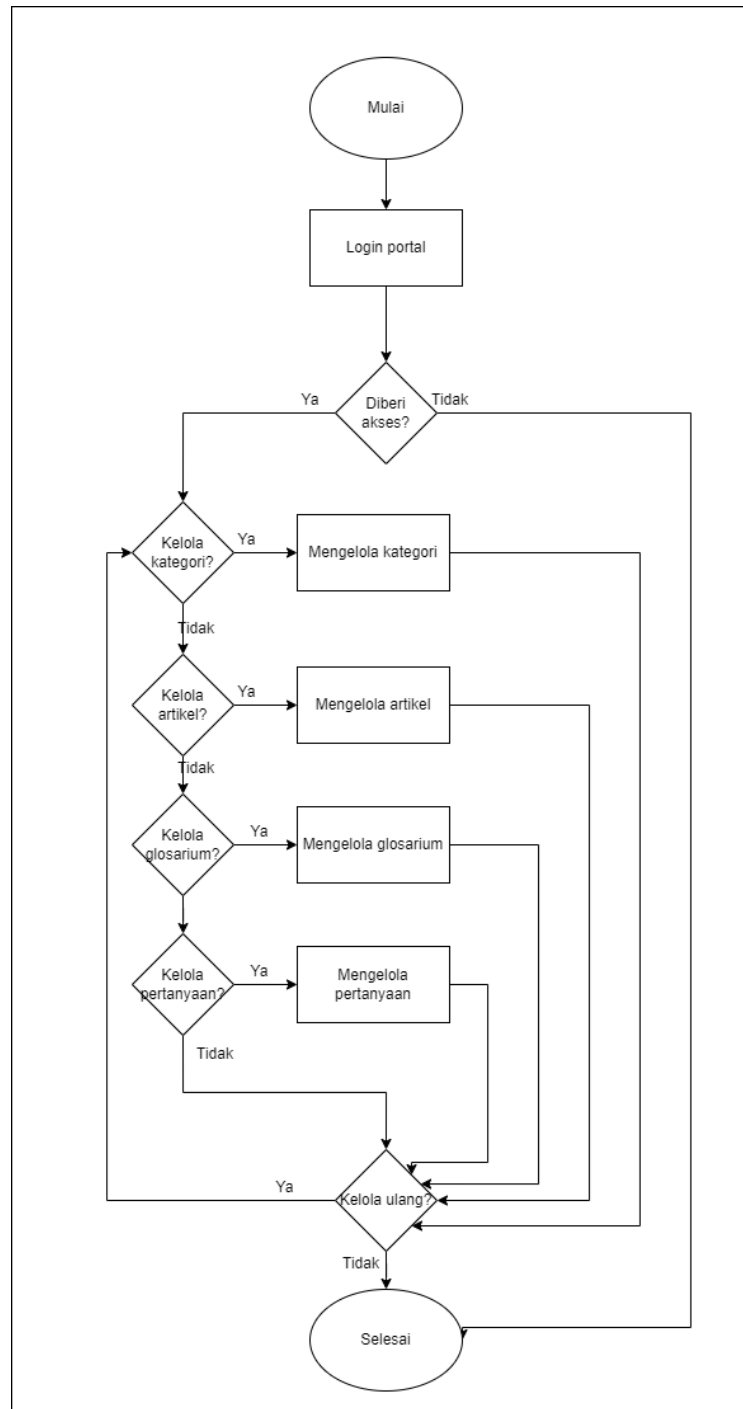 Mulai
Login portal
Diberi
akses?
Ya
Tidak
Kelola
kategori?
Ya
Mengelola kategori
Tidak
Kelola
artikel?
Ya
Mengelola artikel
Tidak
Kelola
glosarium?
Ya
Mengelola glosarium
Kelola
pertanyaan?
Ya
Mengelola
pertanyaan
Tidak
Kelola ulang?
Ya
Tidak
Selesai